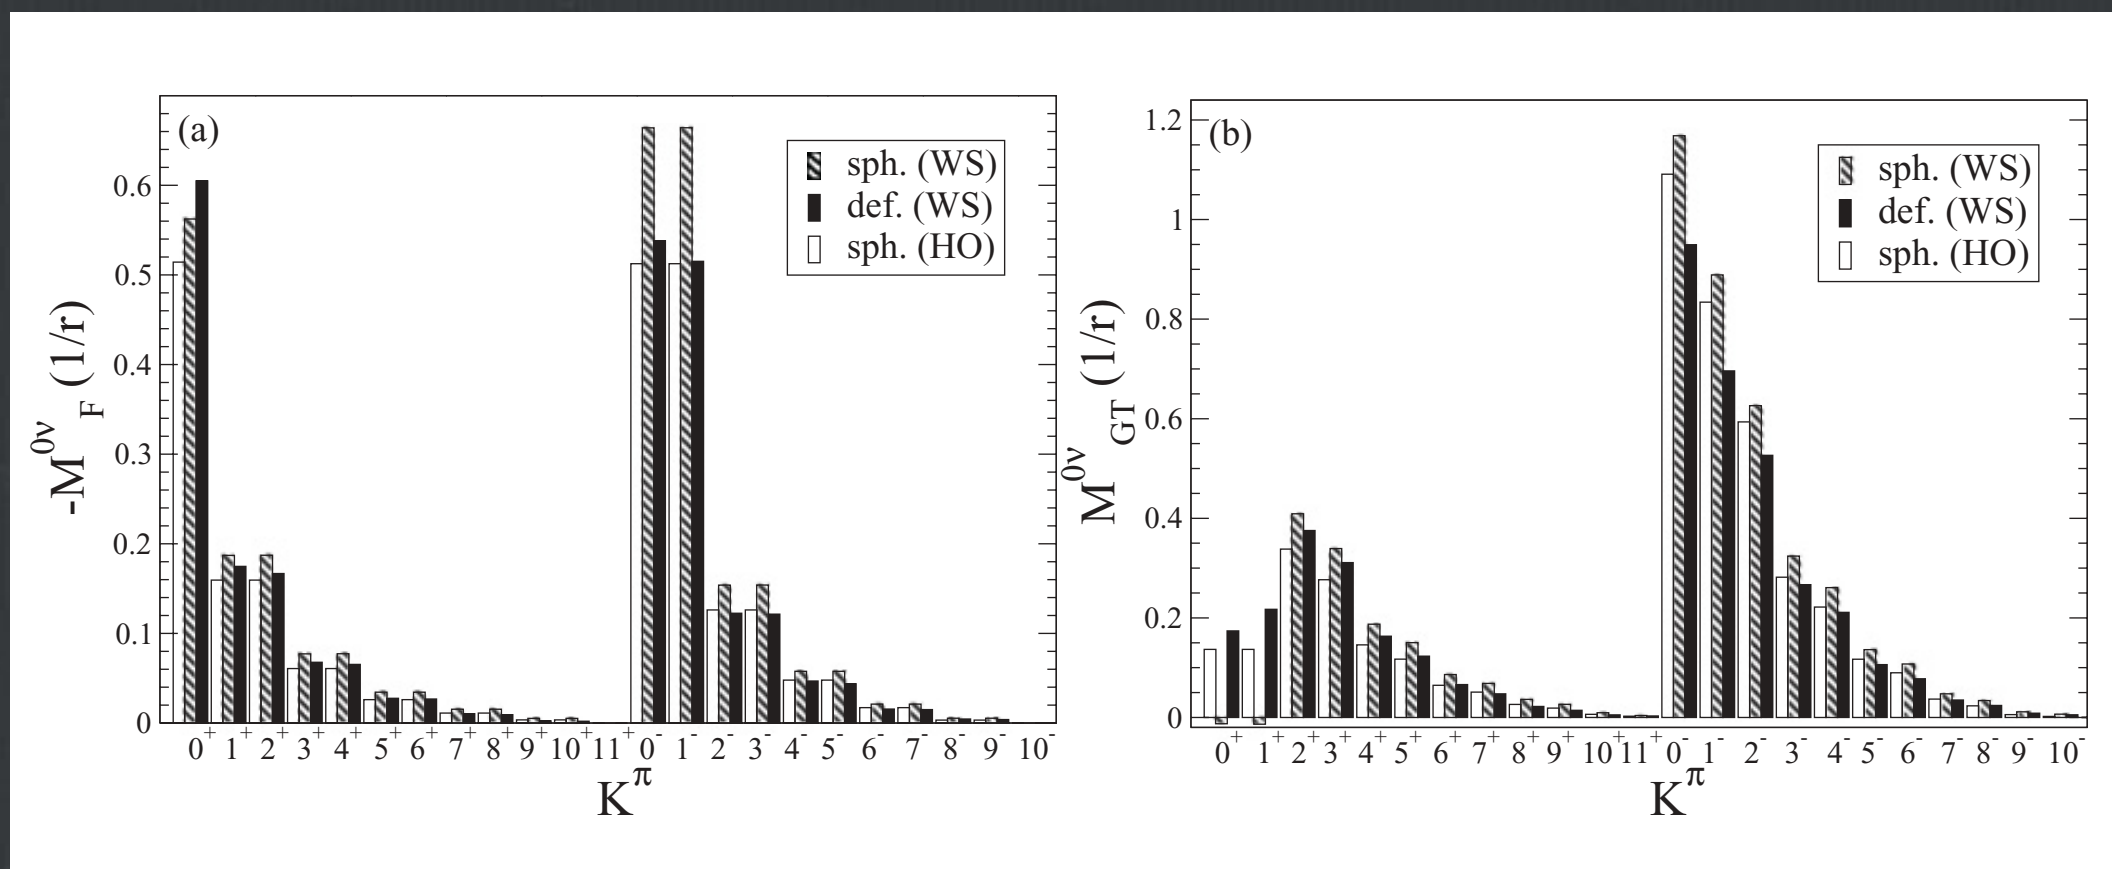 (a)
sph. (WS)
def. (WS)
sph. (HO)
-M^{0ν}_F (1/r)
0.6
0.5
0.4
0.3
0.2
0.1
0
0⁺ 1⁺ 2⁺ 3⁺ 4⁺ 5⁺ 6⁺ 7⁺ 8⁺ 9⁺ 10⁺ 11⁺ 0⁻ 1⁻ 2⁻ 3⁻ 4⁻ 5⁻ 6⁻ 7⁻ 8⁻ 9⁻ 10⁻
K^π
(b)
sph. (WS)
def. (WS)
sph. (HO)
M^{0ν}_{GT} (1/r)
1.2
1
0.8
0.6
0.4
0.2
0
0⁺ 1⁺ 2⁺ 3⁺ 4⁺ 5⁺ 6⁺ 7⁺ 8⁺ 9⁺ 10⁺ 11⁺ 0⁻ 1⁻ 2⁻ 3⁻ 4⁻ 5⁻ 6⁻ 7⁻ 8⁻ 9⁻ 10⁻
K^π